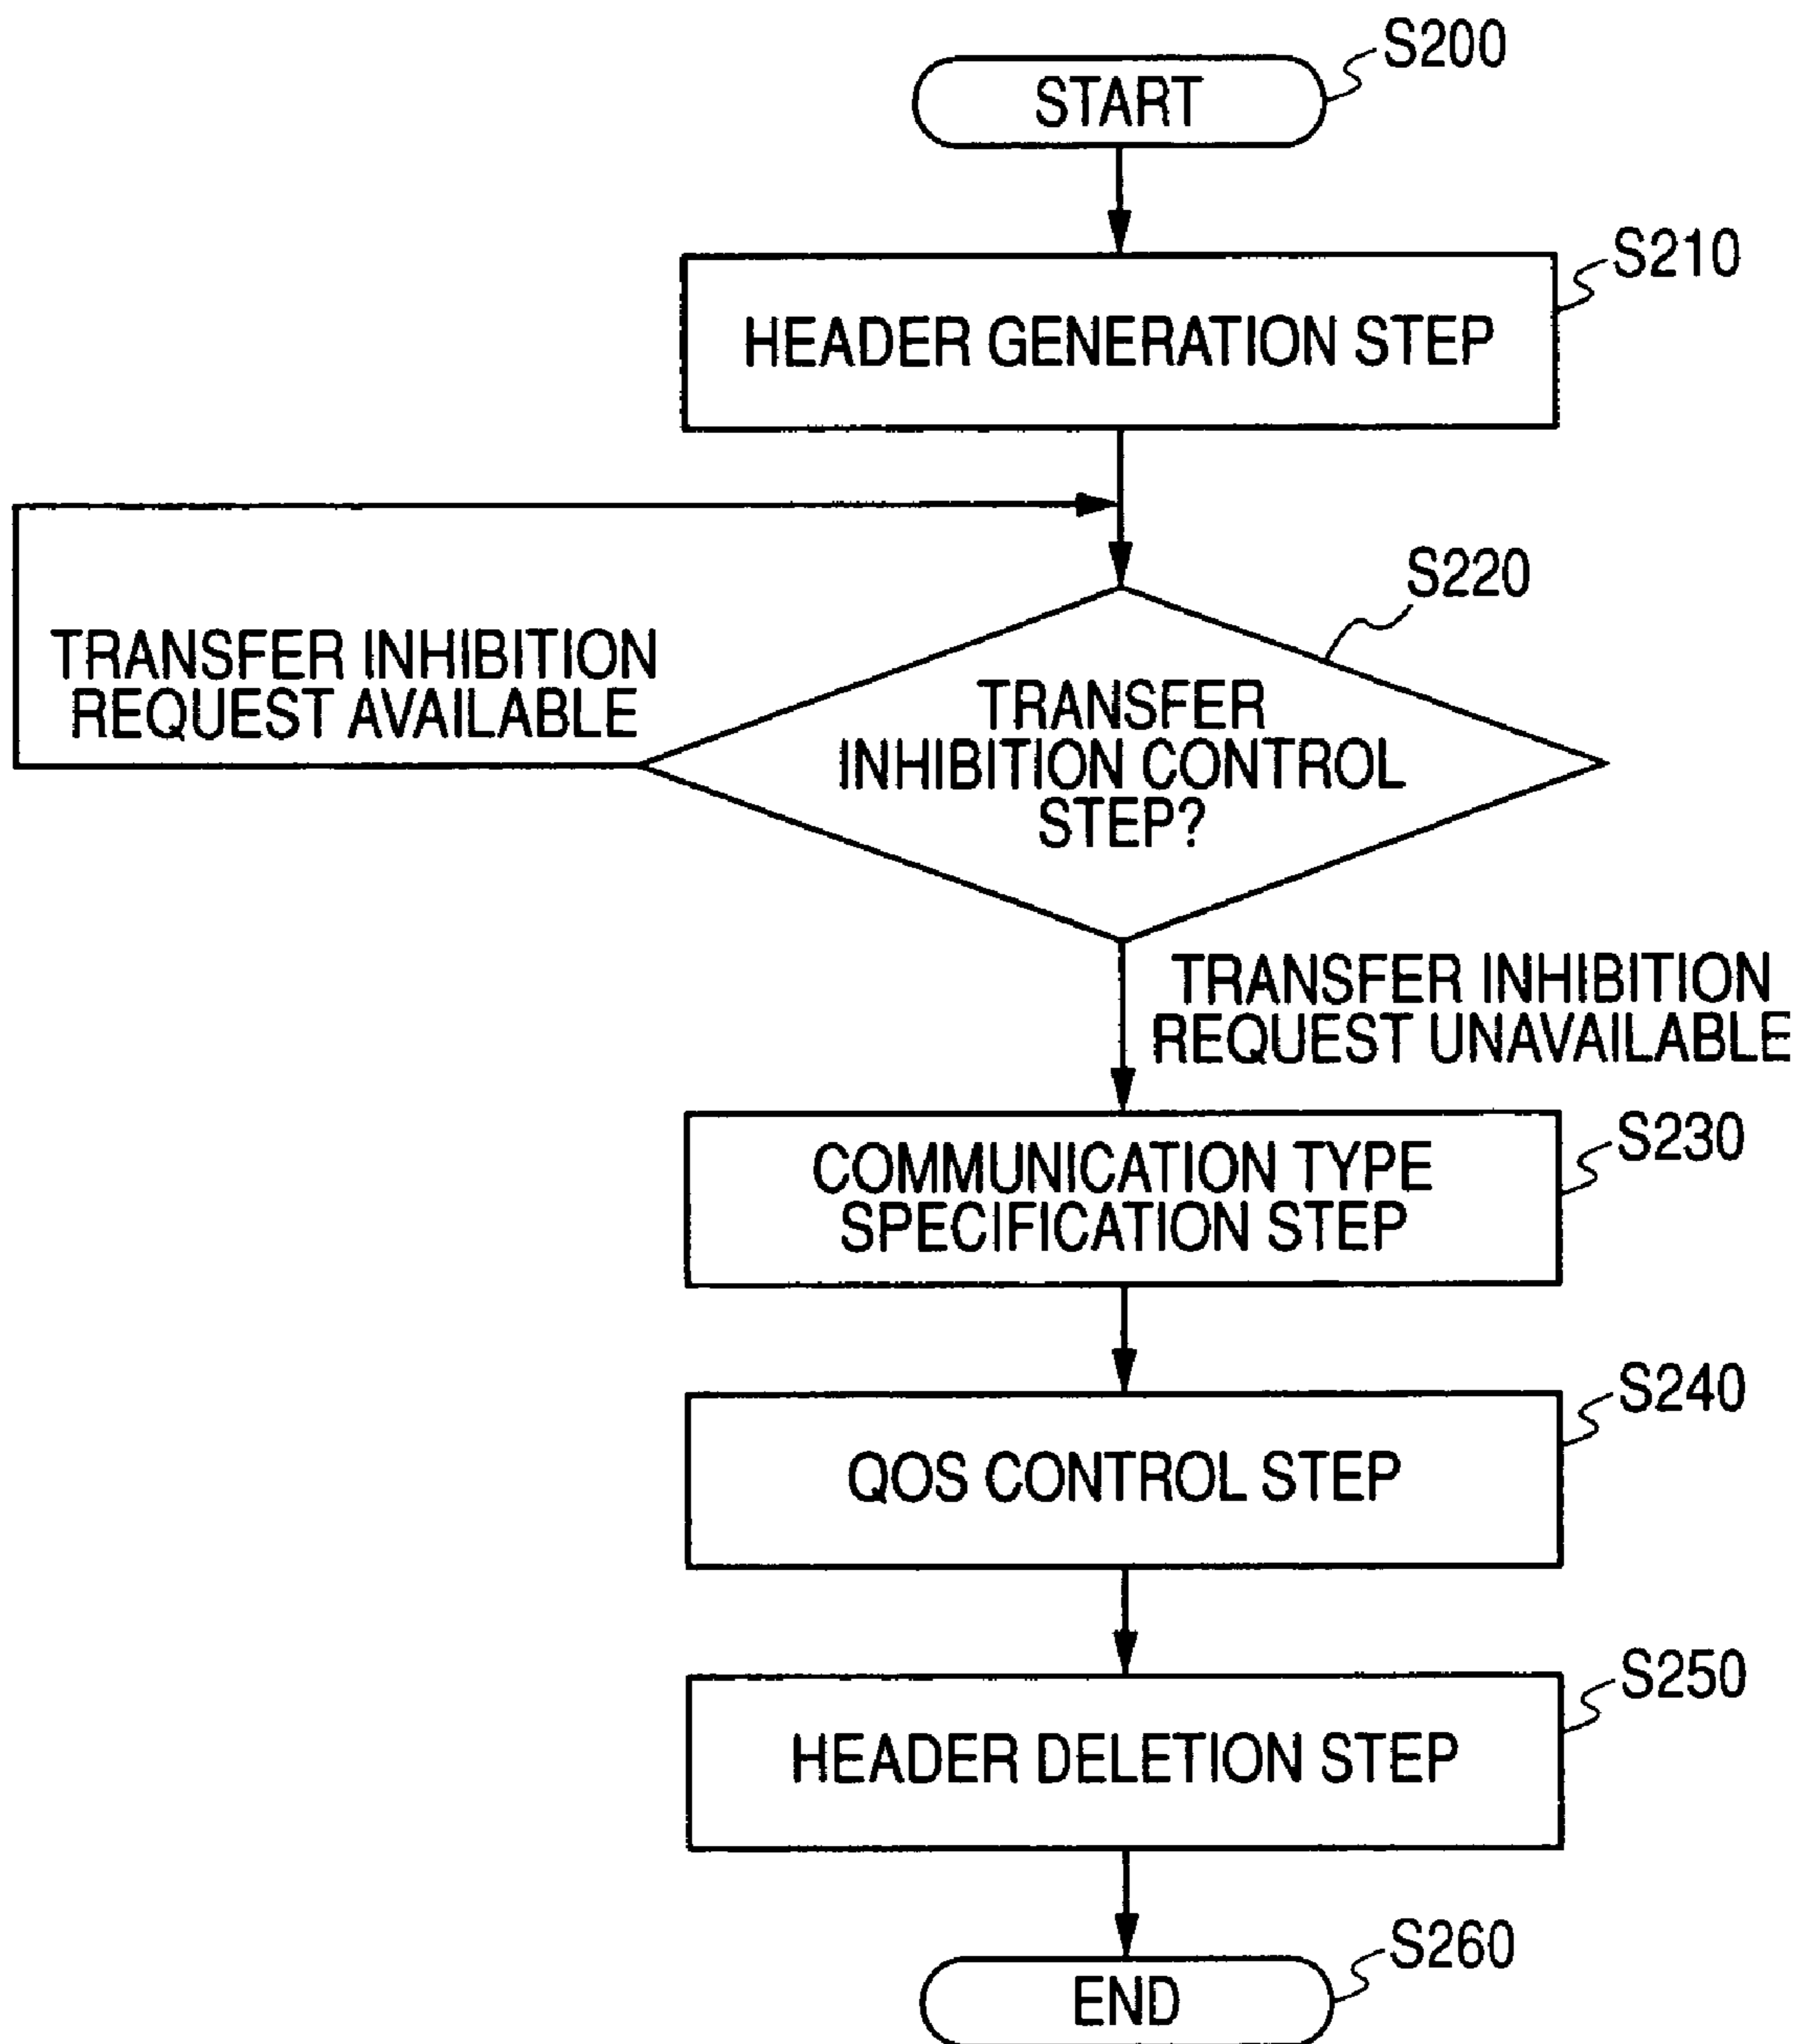 S200
START
S210
HEADER GENERATION STEP
S220
TRANSFER INHIBITION
REQUEST AVAILABLE
TRANSFER
INHIBITION CONTROL
STEP?
TRANSFER INHIBITION
REQUEST UNAVAILABLE
S230
COMMUNICATION TYPE
SPECIFICATION STEP
S240
QOS CONTROL STEP
S250
HEADER DELETION STEP
S260
END